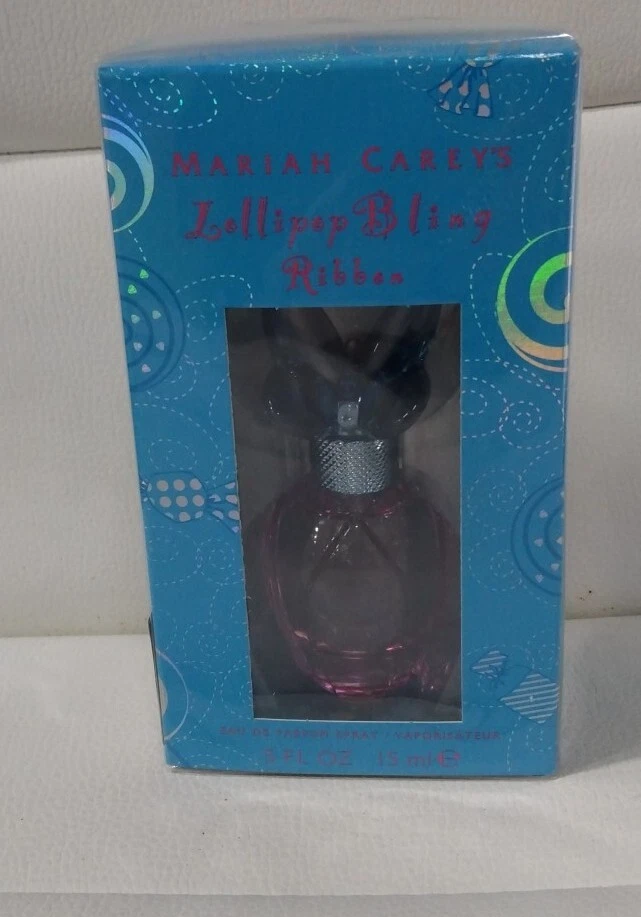 MARIAH CAREY'S
Lollipop Bling
Ribbon
EAU DE PARFUM SPRAY · VAPORISATEUR
.5 FL OZ 15 ml ℮